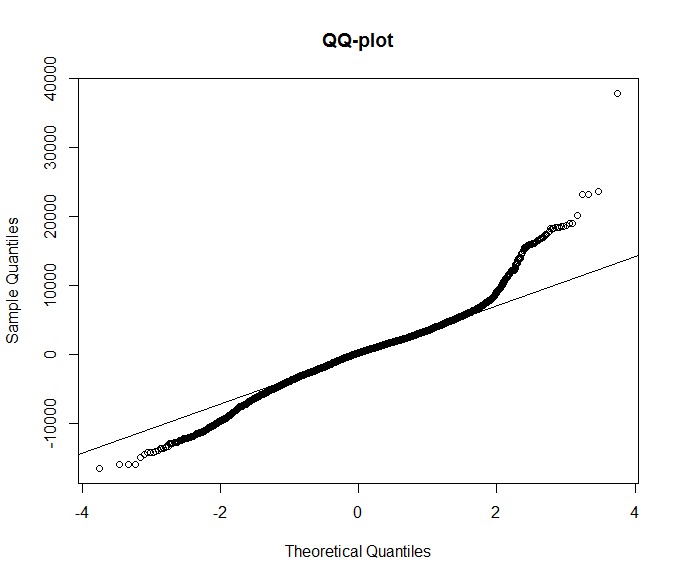 QQ-plot
40000
30000
20000
10000
0
-10000
Sample Quantiles
-4 -2 0 2 4
Theoretical Quantiles